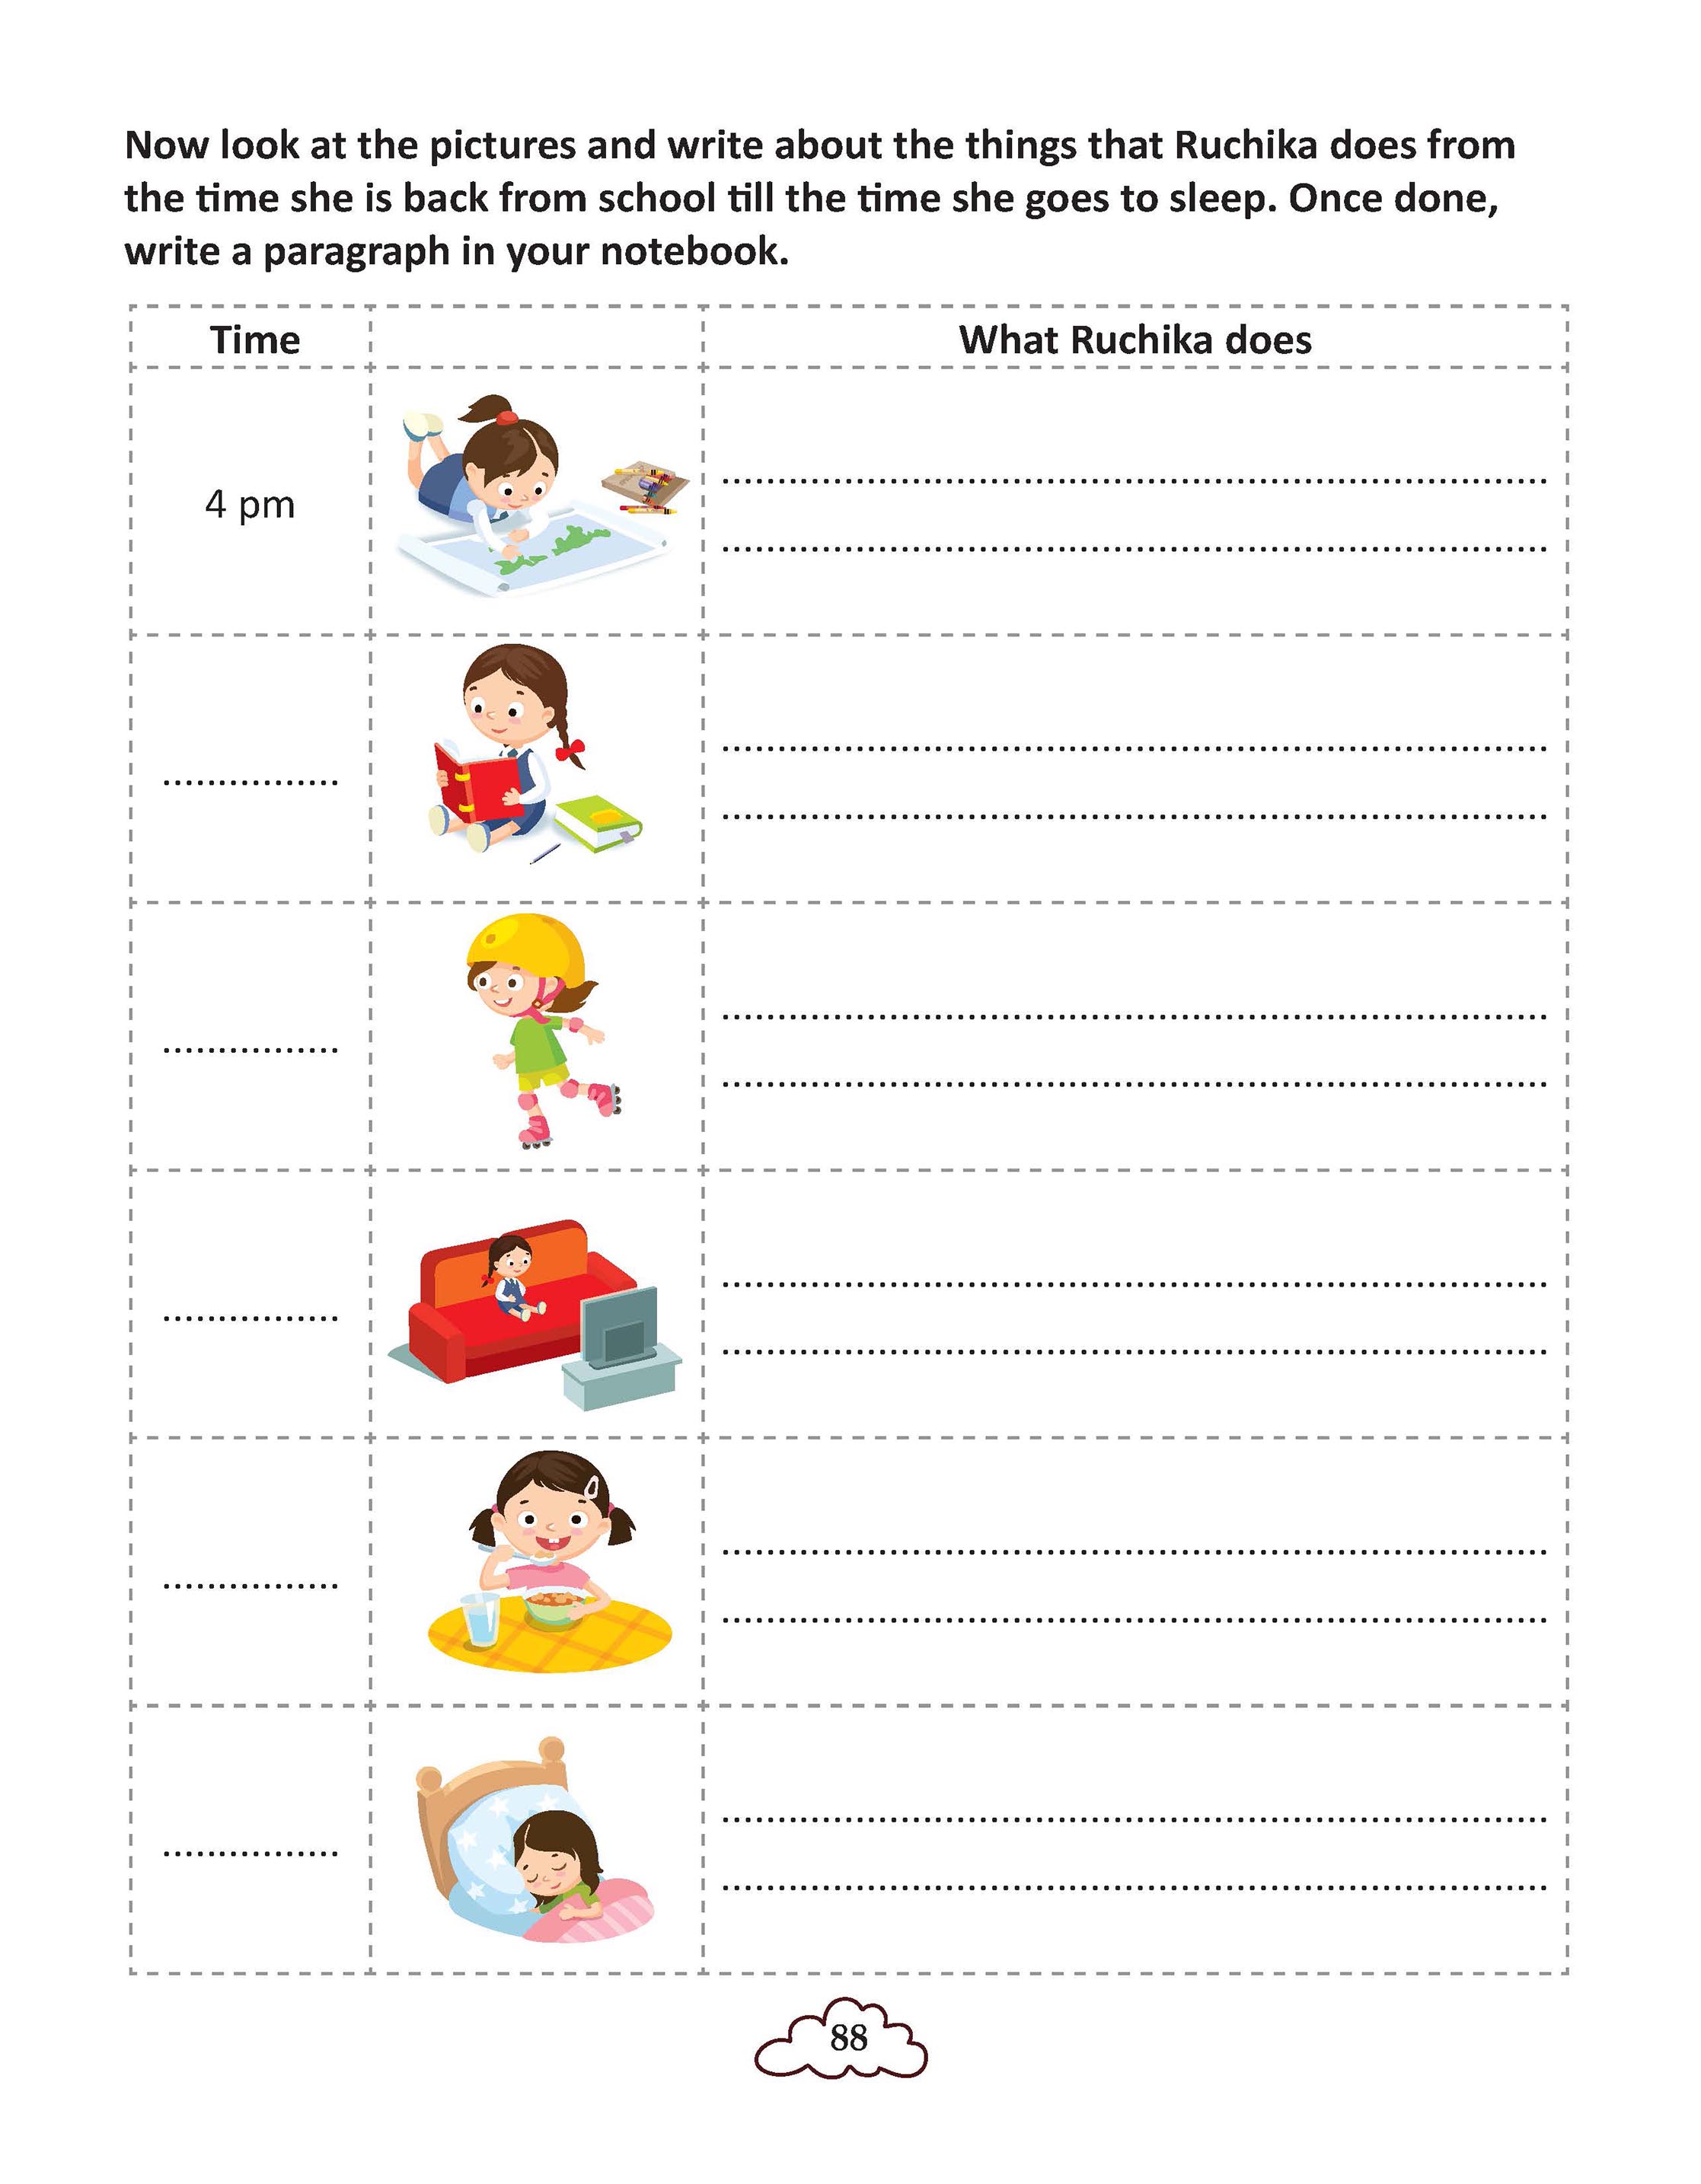 Now look at the pictures and write about the things that Ruchika does from
the time she is back from school till the time she goes to sleep. Once done,
write a paragraph in your notebook.
Time
What Ruchika does
4 pm
88